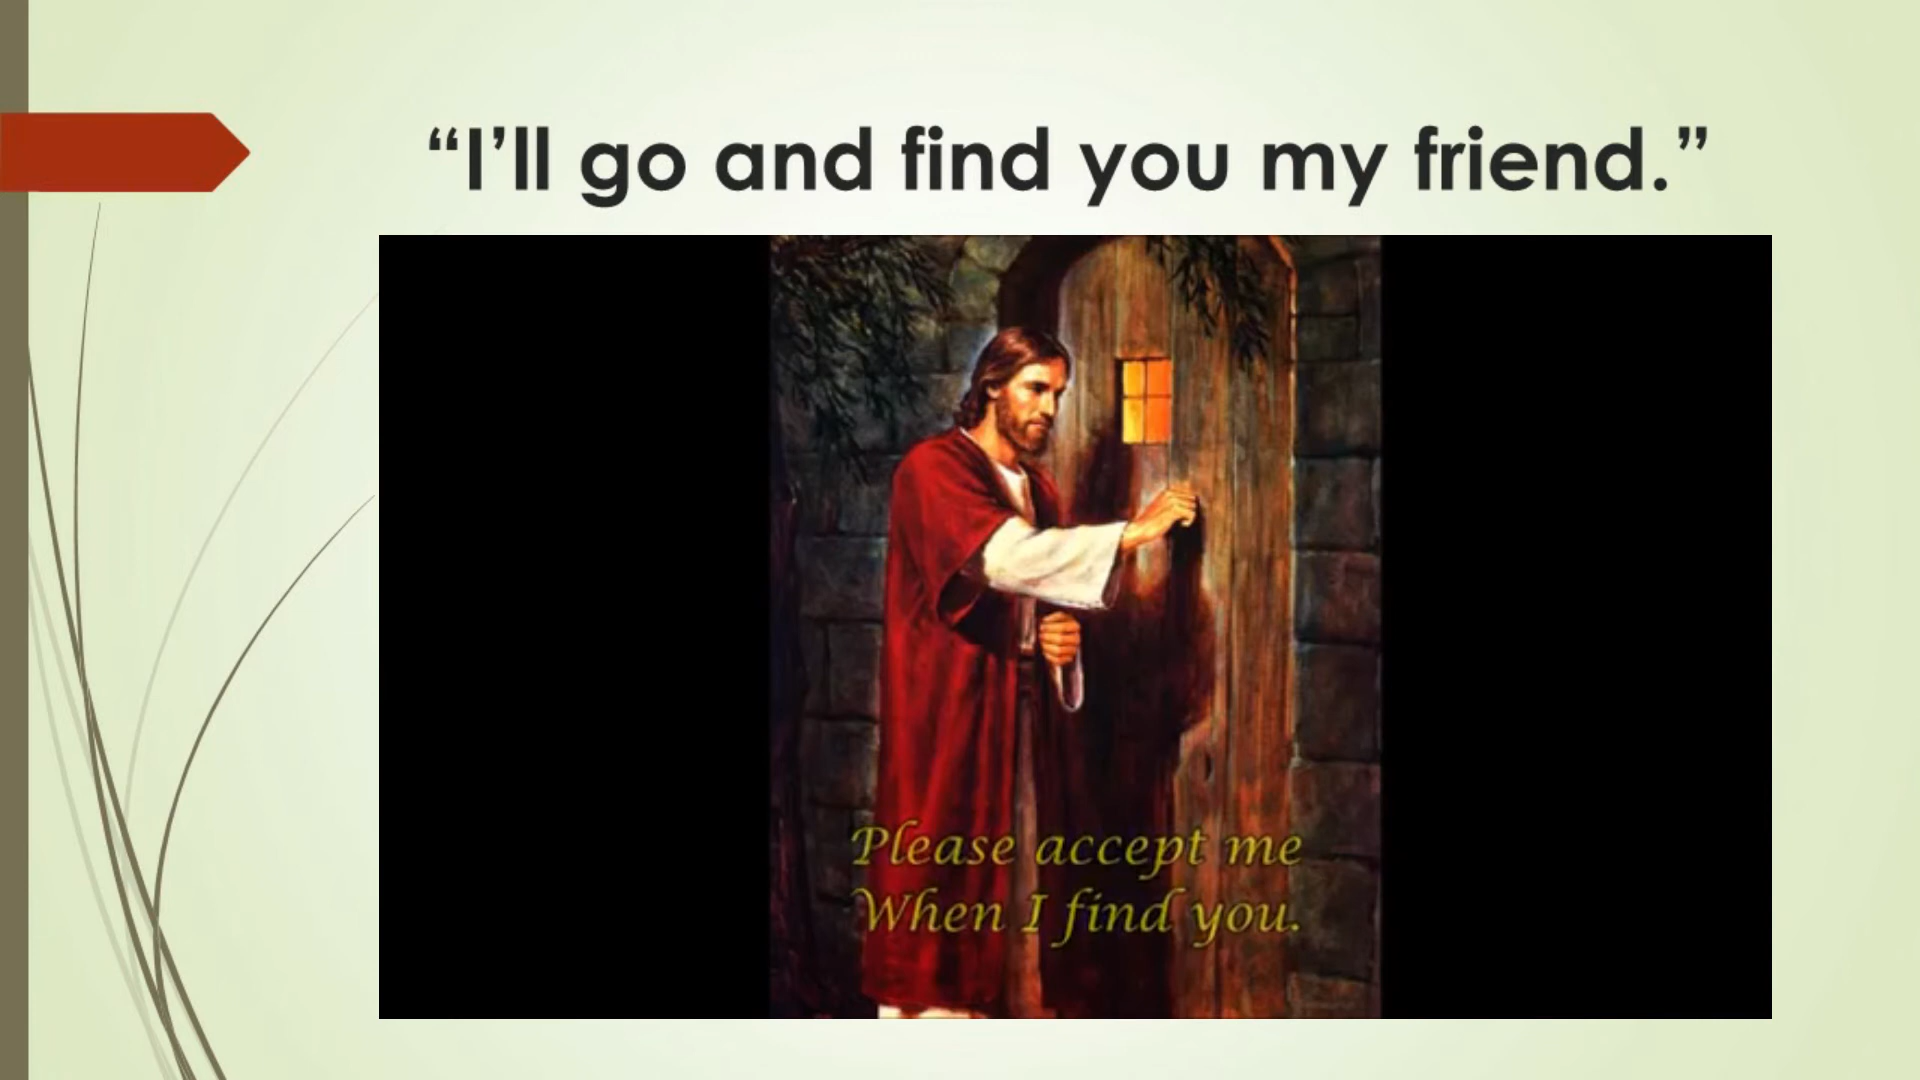 “I’ll go and find you my friend.”
Please accept me
When I find you.